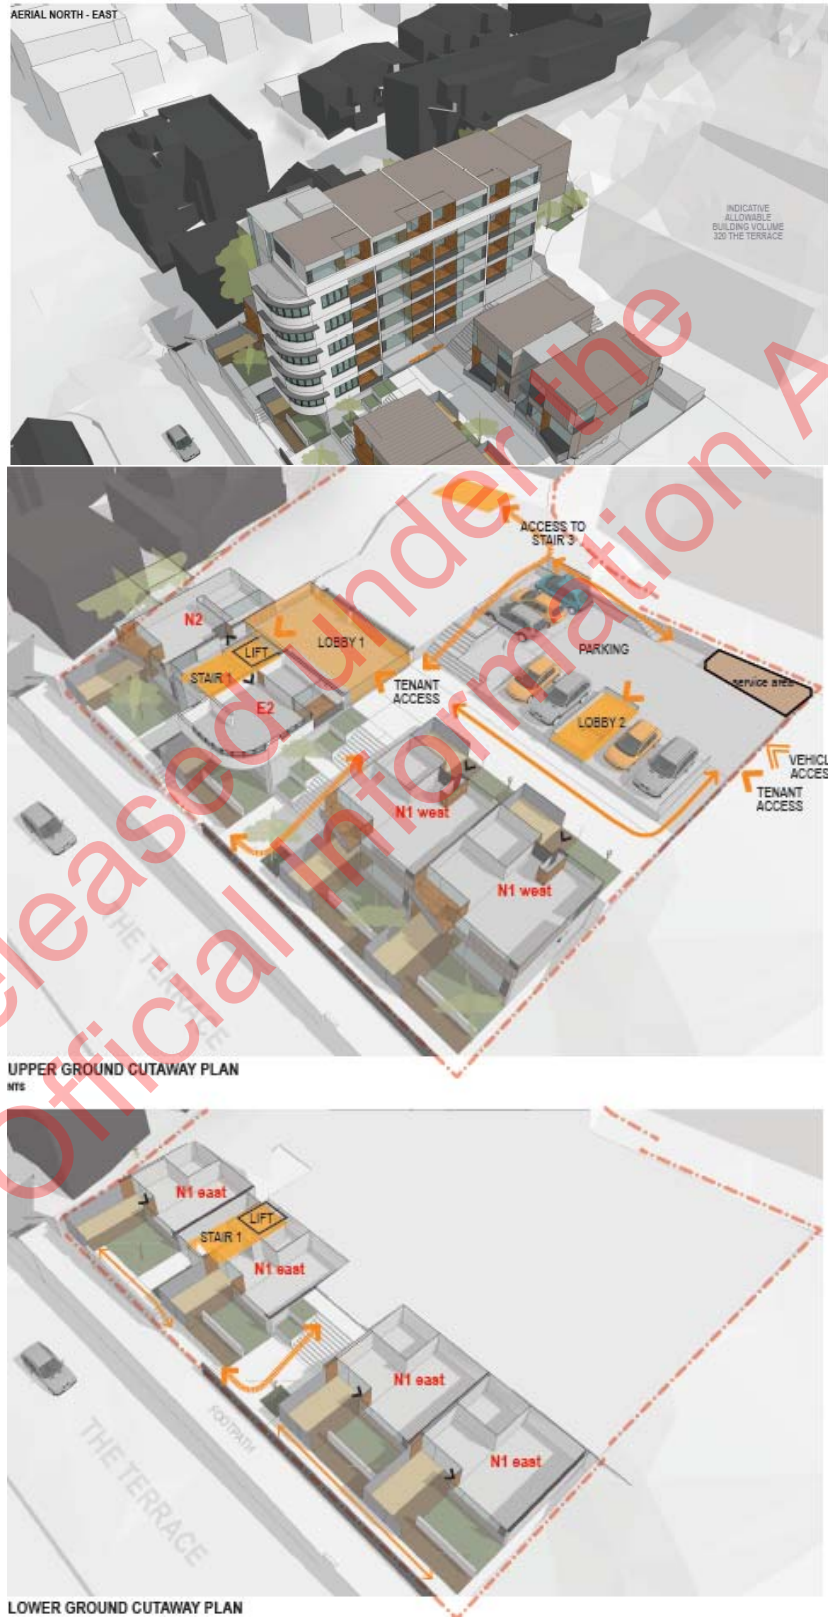 AERIAL NORTH - EAST
INDICATIVE
ALLOWABLE
BUILDING VOLUME
320 THE TERRACE
ACCESS TO
STAIR 3
N2
LOBBY 1
LIFT
STAIR 1
PARKING
TENANT
ACCESS
service area
E2
LOBBY 2
VEHICL
ACCES
TENANT
ACCESS
N1 west
N1 west
THE TERRACE
UPPER GROUND CUTAWAY PLAN
NTS
N1 east
LIFT
STAIR 1
N1 east
N1 east
FOOTPATH
N1 east
THE TERRACE
LOWER GROUND CUTAWAY PLAN
eleased under the
Official Information A